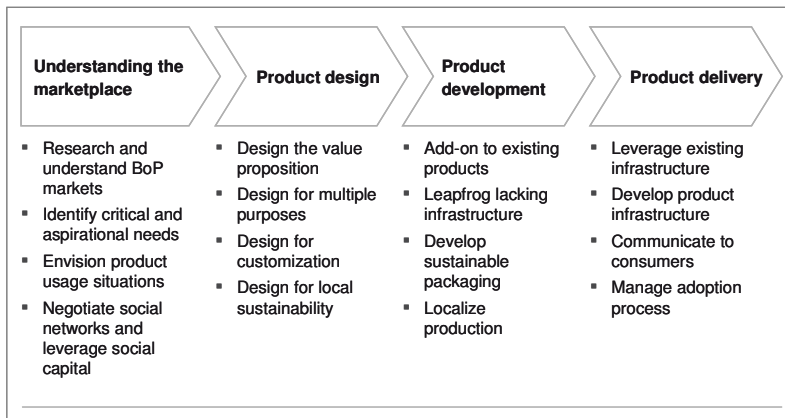 Understanding the
marketplace
Product design
Product
development
Product delivery
▪ Research and
understand BoP
markets
▪ Identify critical and
aspirational needs
▪ Envision product
usage situations
▪ Negotiate social
networks and
leverage social
capital
▪ Design the value
proposition
▪ Design for multiple
purposes
▪ Design for
customization
▪ Design for local
sustainability
▪ Add-on to existing
products
▪ Leapfrog lacking
infrastructure
▪ Develop
sustainable
packaging
▪ Localize
production
▪ Leverage existing
infrastructure
▪ Develop product
infrastructure
▪ Communicate to
consumers
▪ Manage adoption
process